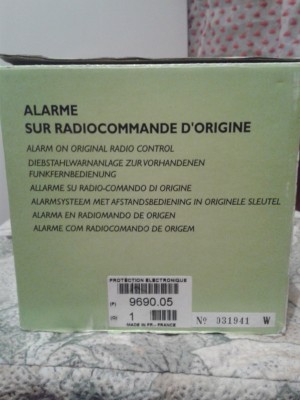 ALARME
SUR RADIOCOMMANDE D'ORIGINE
ALARM ON ORIGINAL RADIO CONTROL
DIEBSTAHLWARNANLAGE ZUR VORHANDENEN
FUNKFERNBEDIENUNG
ALLARME SU RADIO-COMANDO DI ORIGINE
ALARMSYSTEEM MET AFSTANDSBEDIENING IN ORIGINELE SLEUTEL
ALARMA EN RADIOMANDO DE ORIGEN
ALARME COM RADIOCOMANDO DE ORIGEM
PROTECTION ELECTRONIQUE
(P) 9690.05
1
Nº 031941 W
MADE IN FR - FRANCE